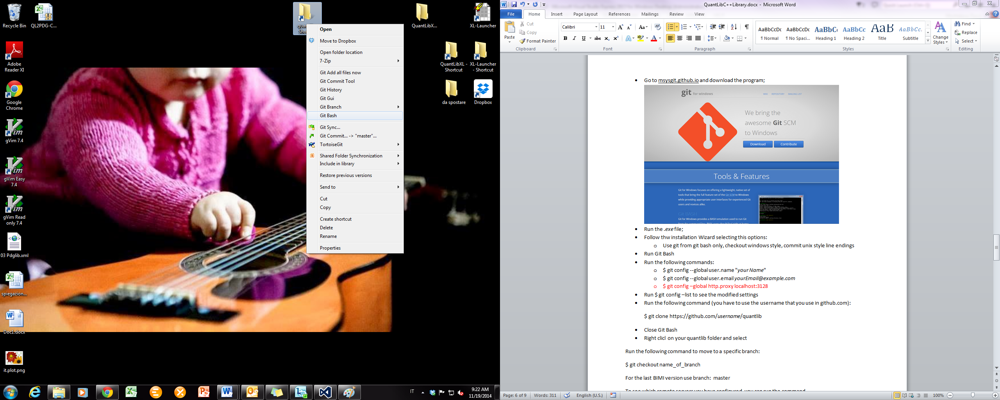 Recycle Bin
QL2PDG-C...
Adobe
Reader XI
Google
Chrome
gVim 7.4
gVim Easy
7.4
gVim Read
only 7.4
03 Pdglib.xml
spiegazion...
Doc1.docx
it.plot.png
QuantLibX...
XL-Launcher
QuantLibXL -
Shortcut
XL-Launcher
- Shortcut
da spostare
Dropbox
Open
Move to Dropbox
Open folder location
7-Zip
Git Add all files now
Git Commit Tool
Git History
Git Gui
Git Branch
Git Bash
Git Sync...
Git Commit... -> "master"...
TortoiseGit
Shared Folder Synchronization
Include in library
Restore previous versions
Send to
Cut
Copy
Create shortcut
Delete
Rename
Properties
IT
9:22 AM
11/19/2014
QuantLibC++Library.docx - Microsoft Word
File Home Insert Page Layout References Mailings Review View
Paste
Cut
Copy
Format Painter
Clipboard
Calibri 11
Font
Paragraph
AaBbCcDc AaBbCcDc AaBbC AaBbCc AaB AaBbCc.
¶ Normal ¶ No Spaci... Heading 1 Heading 2 Title Subtitle
Change
Styles
Styles
Find
Replace
Select
Editing
Go to msysgit.github.io and download the program;
git for windows
WIKI REPOSITORY MAILING LIST
We bring the
awesome Git SCM
to Windows
Download Contribute
Tools & Features
Git for Windows focuses on offering a lightweight, native set of
tools that bring the full feature set of the Git SCM to Windows
while providing appropriate user interfaces for experienced Git
users and novices alike.
Git BASH
Git for Windows provides a BASH emulation used to run Git
Run the .exe file;
Follow thw installation Wizard selecting this options:
o Use git from git bash only, checkout windows style, commit unix style line endings
Run Git Bash
Run the following commands:
o $ git config --global user.name "your Name"
o $ git config --global user.email yourEmail@example.com
o $ git config –global http.proxy localhost:3128
Run $ git config –list to see the modified settings
Run the following command (you have to use the username that you use in github.com):
$ git clone https://github.com/username/quantlib
Close Git Bash
Right clicl on your quantlib folder and select
Run the following command to move to a specific branch:
$ git checkout name_of_branch
For the last BIMI version use branch: master
To see which remote servers you have configured, you can run the command
Page: 6 of 9 Words: 311 English (U.S.) 100%